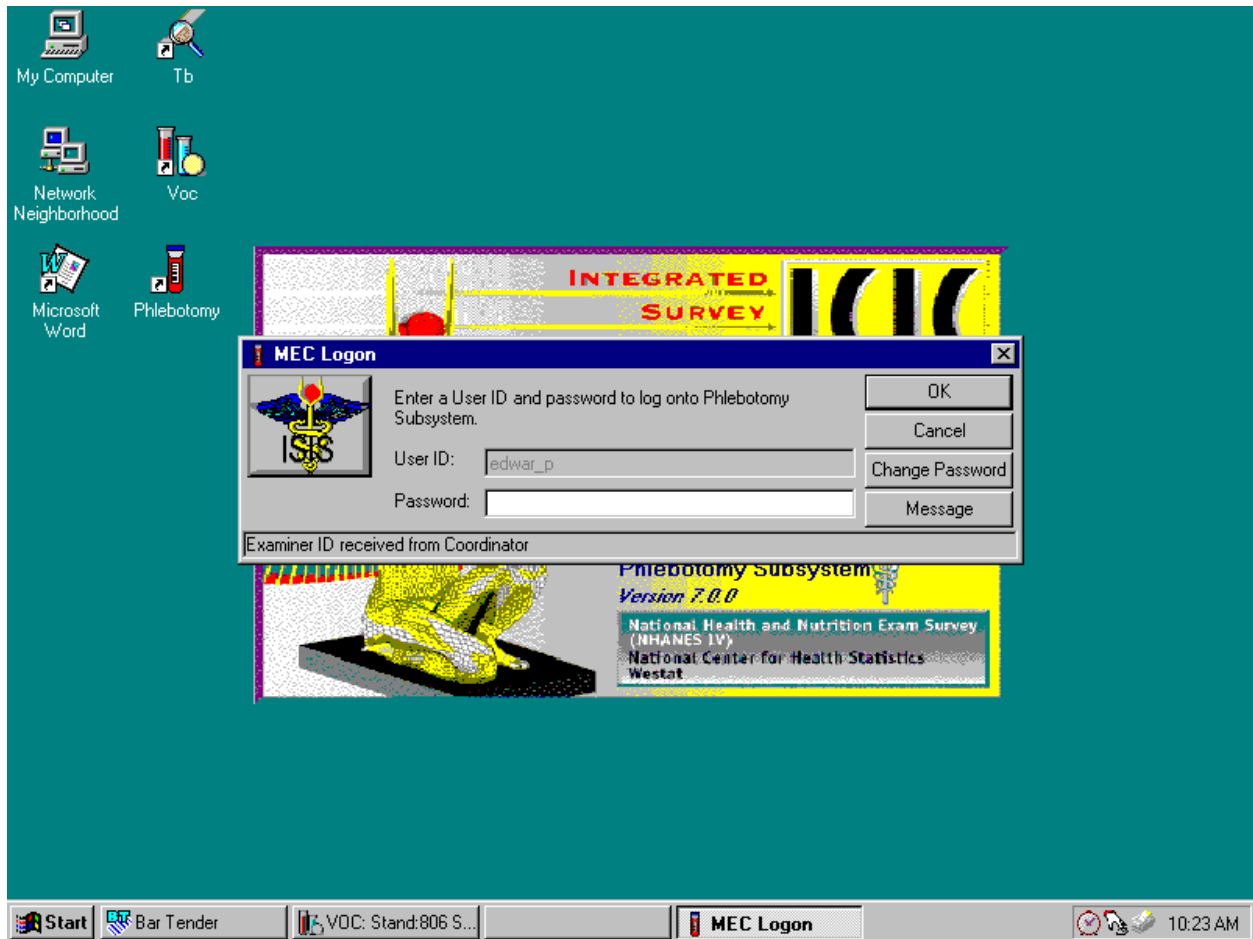 My Computer
Tb
Network
Neighborhood
Voc
Microsoft
Word
Phlebotomy
INTEGRATED
SURVEY
MEC Logon
ISIS
Enter a User ID and password to log onto Phlebotomy
Subsystem.
User ID:
edwar_p
Password:
OK
Cancel
Change Password
Message
Examiner ID received from Coordinator
Phlebotomy Subsystem
Version 7.0.0
National Health and Nutrition Exam Survey
(NHANES IV)
National Center for Health Statistics
Westat
Start
Bar Tender
VOC: Stand:806 S...
MEC Logon
10:23 AM